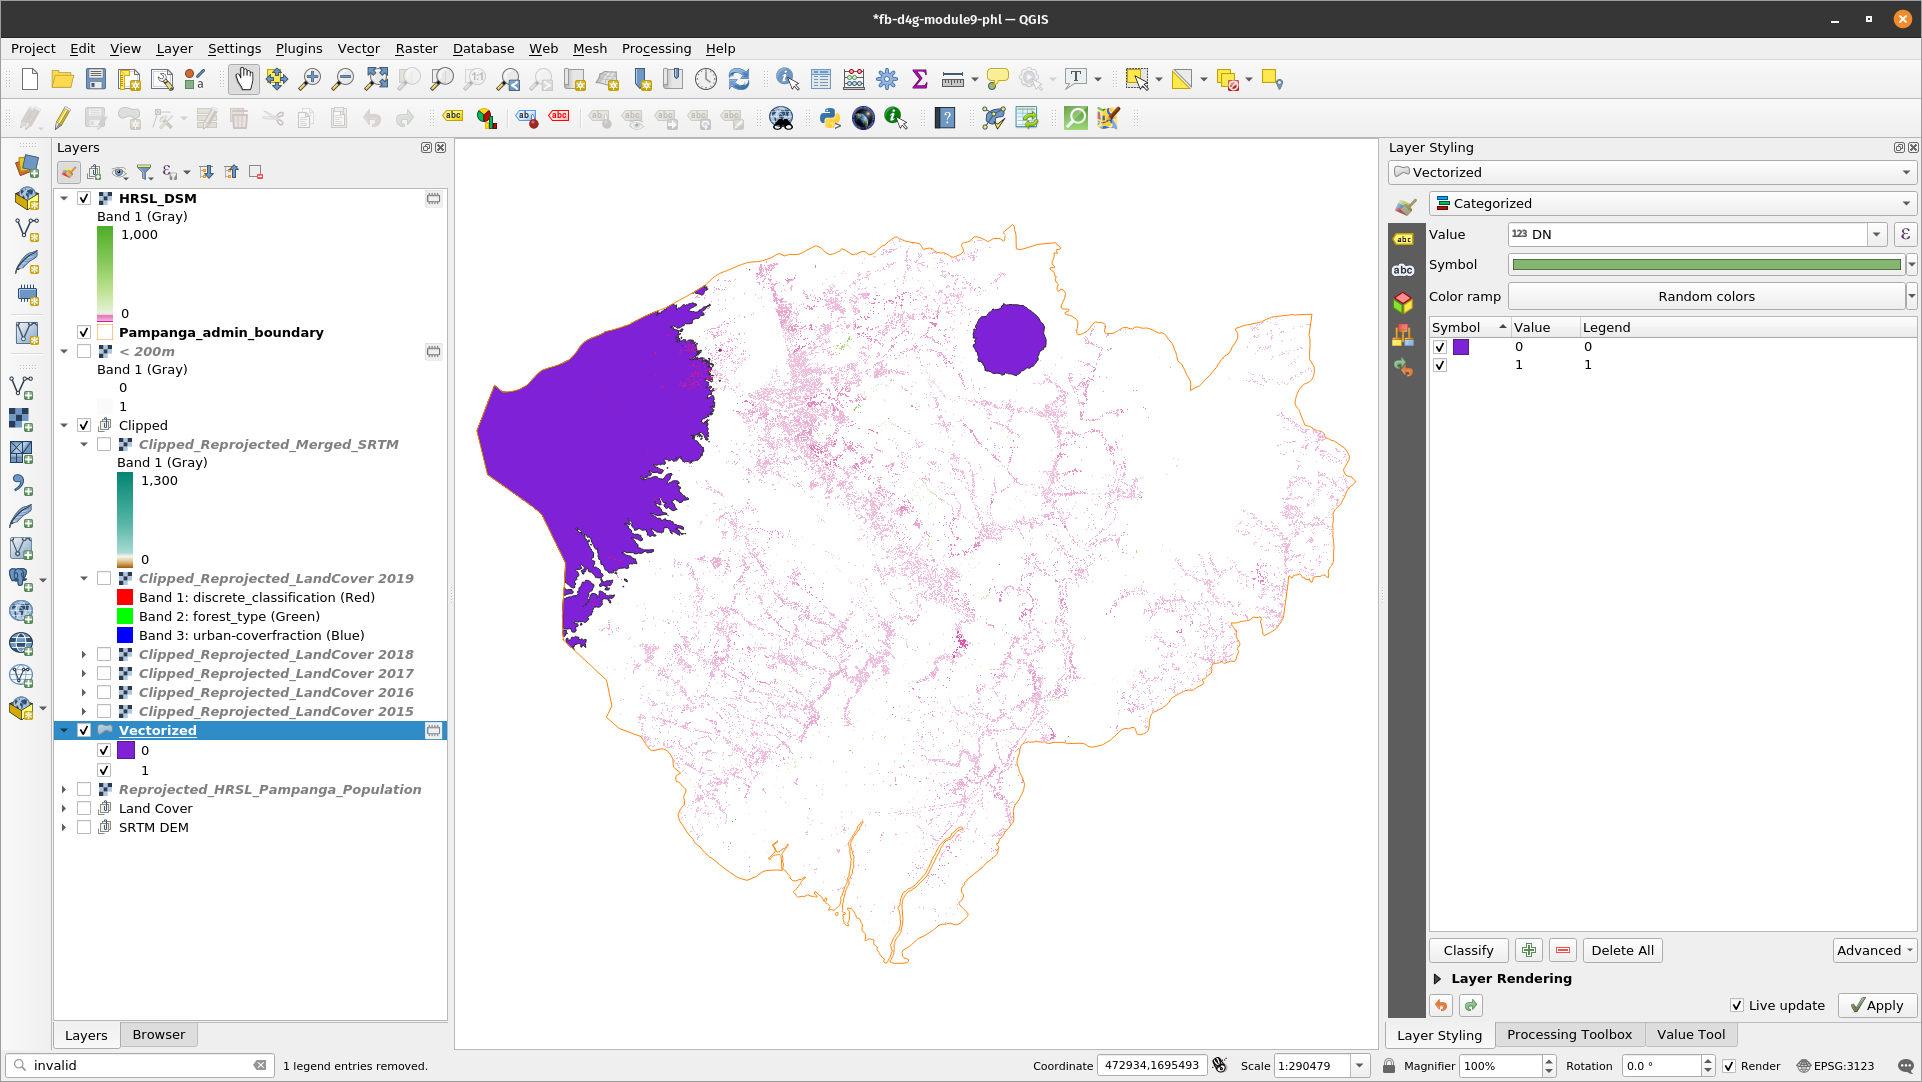 *fb-d4g-module9-phl — QGIS
Project Edit View Layer Settings Plugins Vector Raster Database Web Mesh Processing Help
Layers
HRSL_DSM
Band 1 (Gray)
1,000
0
Pampanga_admin_boundary
< 200m
Band 1 (Gray)
0
1
Clipped
Clipped_Reprojected_Merged_SRTM
Band 1 (Gray)
1,300
0
Clipped_Reprojected_LandCover 2019
Band 1: discrete_classification (Red)
Band 2: forest_type (Green)
Band 3: urban-coverfraction (Blue)
Clipped_Reprojected_LandCover 2018
Clipped_Reprojected_LandCover 2017
Clipped_Reprojected_LandCover 2016
Clipped_Reprojected_LandCover 2015
Vectorized
0
1
Reprojected_HRSL_Pampanga_Population
Land Cover
SRTM DEM
Layers Browser
Layer Styling
Vectorized
Categorized
Value 123 DN
Symbol
Color ramp Random colors
Symbol Value Legend
0 0
1 1
Classify Delete All Advanced
Layer Rendering
Live update Apply
Layer Styling Processing Toolbox Value Tool
invalid 1 legend entries removed. Coordinate 472934,1695493 Scale 1:290479 Magnifier 100% Rotation 0.0 ° Render EPSG:3123